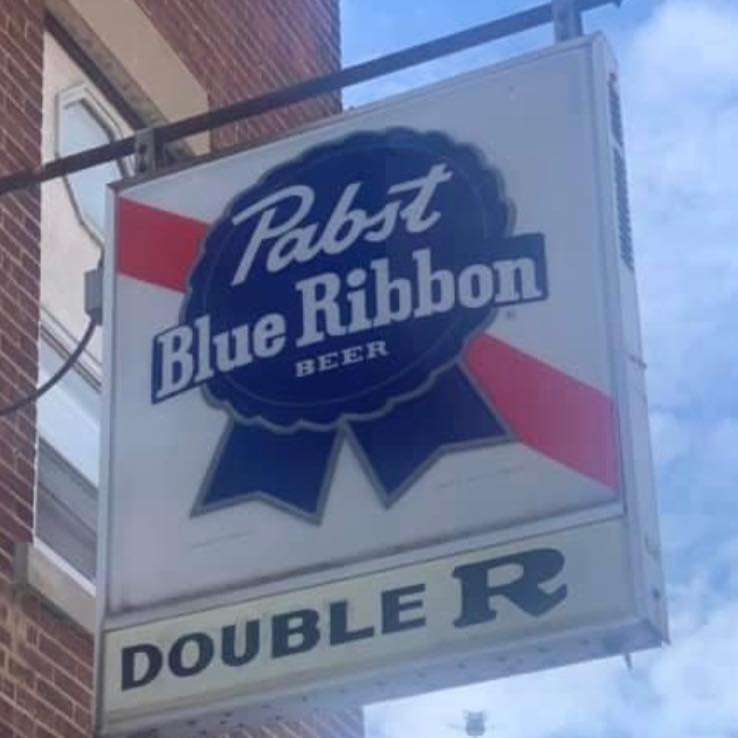 Pabst
Blue Ribbon
BEER
DOUBLE R